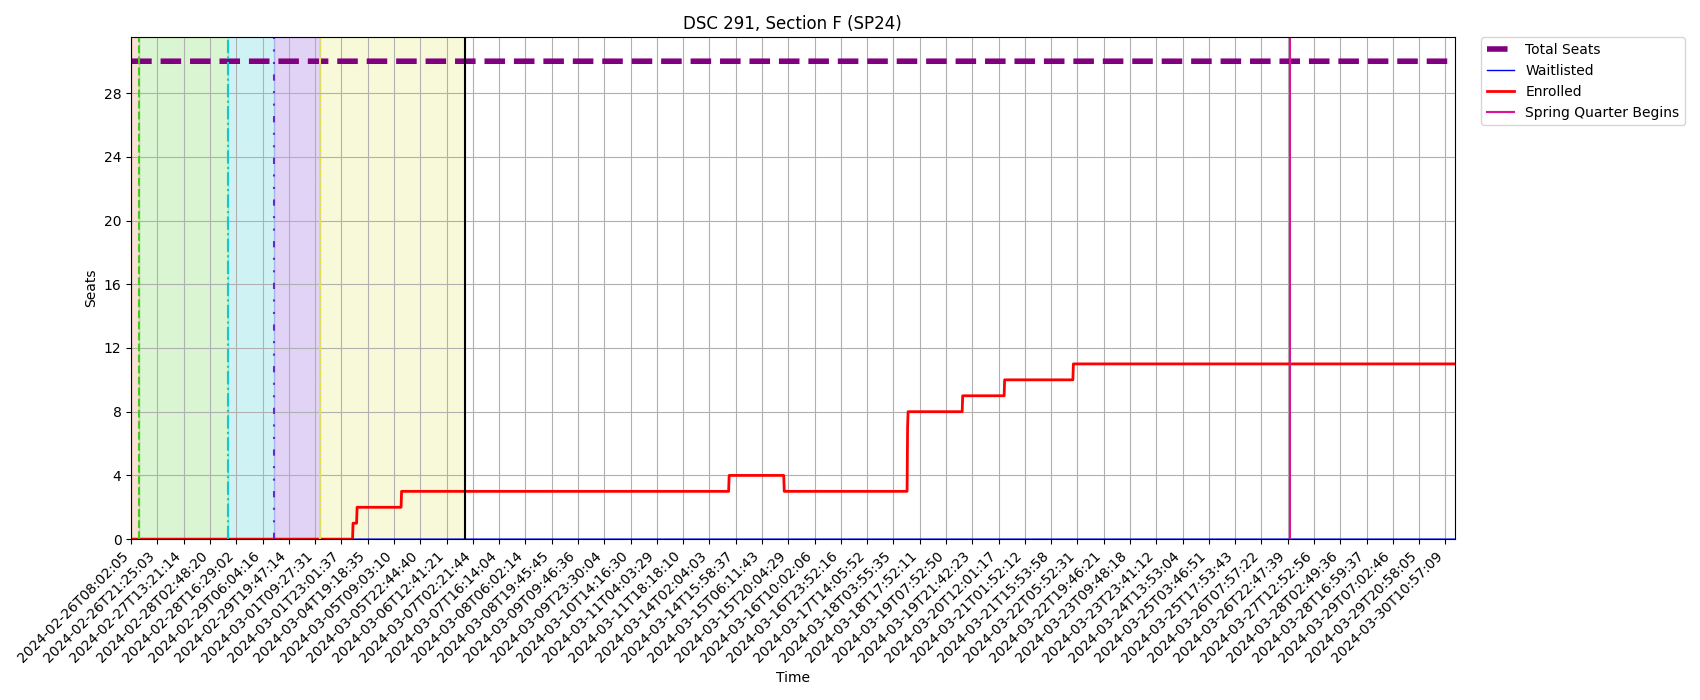 DSC 291, Section F (SP24)
Total Seats
Waitlisted
Enrolled
Spring Quarter Begins
Seats
28
24
20
16
12
8
4
0
2024-02-26T08:02:05
2024-02-26T21:25:03
2024-02-27T13:21:14
2024-02-28T02:48:20
2024-02-28T16:29:02
2024-02-29T06:04:16
2024-02-29T19:47:14
2024-03-01T09:27:31
2024-03-01T23:01:37
2024-03-04T19:18:35
2024-03-05T09:03:10
2024-03-05T22:44:40
2024-03-06T12:41:21
2024-03-07T02:21:44
2024-03-07T16:14:04
2024-03-08T06:02:14
2024-03-08T19:45:45
2024-03-09T09:46:36
2024-03-09T23:30:04
2024-03-10T14:16:30
2024-03-11T04:03:29
2024-03-11T18:18:10
2024-03-14T02:04:03
2024-03-14T15:58:37
2024-03-15T06:11:43
2024-03-15T20:04:29
2024-03-16T10:02:06
2024-03-16T23:52:16
2024-03-17T14:05:52
2024-03-18T03:55:35
2024-03-18T17:52:11
2024-03-19T07:52:50
2024-03-19T21:42:23
2024-03-20T12:01:17
2024-03-21T01:52:12
2024-03-21T15:53:58
2024-03-22T05:52:31
2024-03-22T19:46:21
2024-03-23T09:48:18
2024-03-23T23:41:12
2024-03-24T13:53:04
2024-03-25T03:46:51
2024-03-25T17:53:43
2024-03-26T07:57:22
2024-03-26T22:47:39
2024-03-27T12:52:56
2024-03-28T02:49:36
2024-03-28T16:59:37
2024-03-29T07:02:46
2024-03-29T20:58:05
2024-03-30T10:57:09
Time